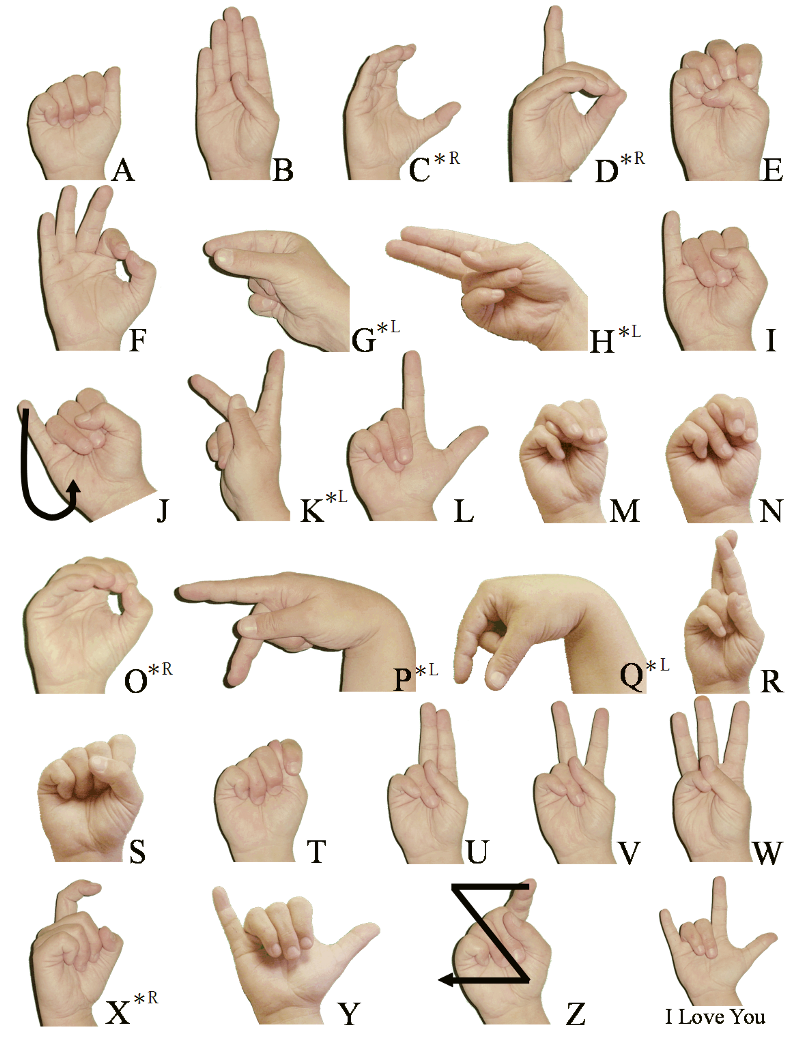 A B C*R D*R E
F G*L H*L I
J K*L L M N
O*R P*L Q*L R
S T U V W
X*R Y Z I Love You